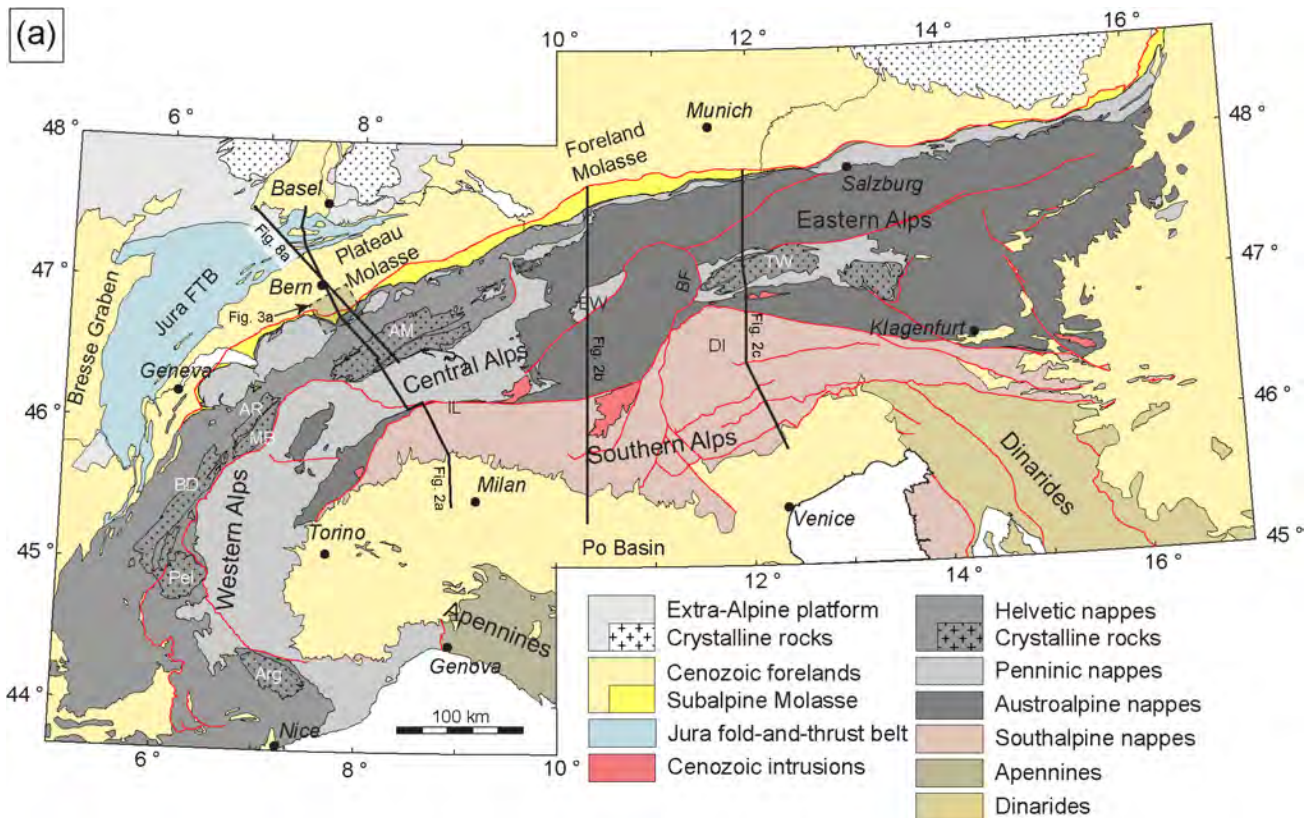 (a)
10 °
12 °
14 °
16 °
48 °
6 °
8 °
48 °
Munich
Foreland
Molasse
Basel
Salzburg
Fig. 8a
Plateau
Molasse
Eastern Alps
47 °
Bresse Graben
Jura FTB
Bern
TW
47 °
EW
BF
Fig. 3a
AM
Fig. 2c
Klagenfurt
Geneva
Central Alps
Fig. 2b
DI
46 °
AR
MB
IL
46 °
Southern Alps
Dinarides
BD
Western Alps
Fig. 2a
Milan
Venice
45 °
Torino
Po Basin
45 °
Pel
12 °
14 °
16 °
Apennines
Genova
Arg
44 °
Nice
100 km
6 °
8 °
10 °
Extra-Alpine platform
Crystalline rocks
Cenozoic forelands
Subalpine Molasse
Jura fold-and-thrust belt
Cenozoic intrusions
Helvetic nappes
Crystalline rocks
Penninic nappes
Austroalpine nappes
Southalpine nappes
Apennines
Dinarides